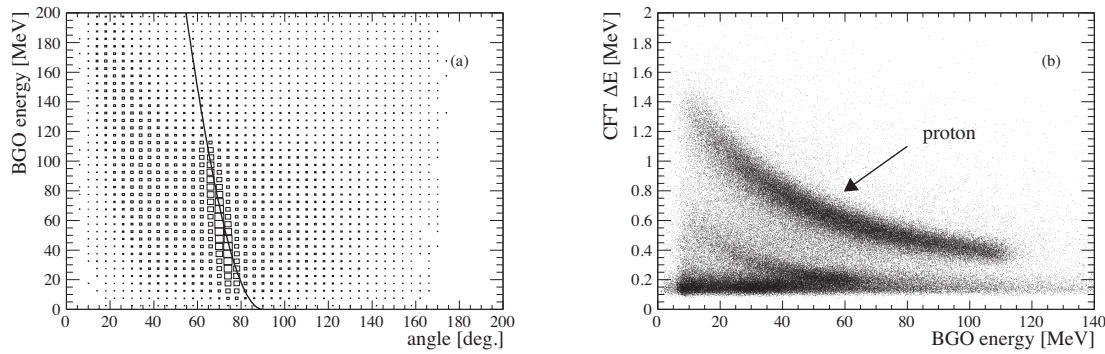 BGO energy [MeV]
200
180
160
140
120
100
80
60
40
20
0
(a)
0 20 40 60 80 100 120 140 160 180 200
angle [deg.]
CFT ΔE [MeV]
2
1.8
1.6
1.4
1.2
1
0.8
0.6
0.4
0.2
0
(b)
proton
0 20 40 60 80 100 120 140
BGO energy [MeV]